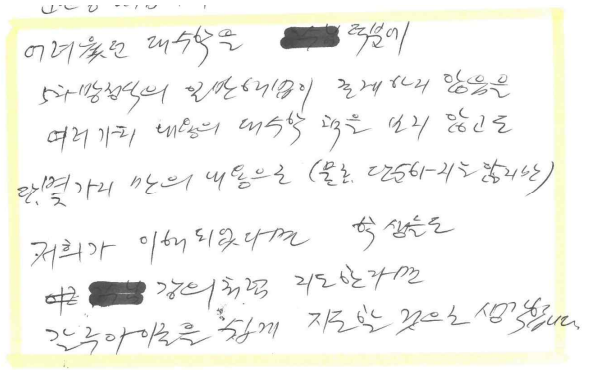 어려웠던 대수학을 덕분에
5차방정식의 일반해법이 존재하지 않음을
여러가지 내용의 대수학 책을 보지 않고도
단, 몇가지 만의 내용으로 (물론 단순하지는 않지만)
저희가 이해되었다면 학생들도
강의처럼 지도한다면
갈루아이론을 쉽게 지도할 것으로 생각합니다.